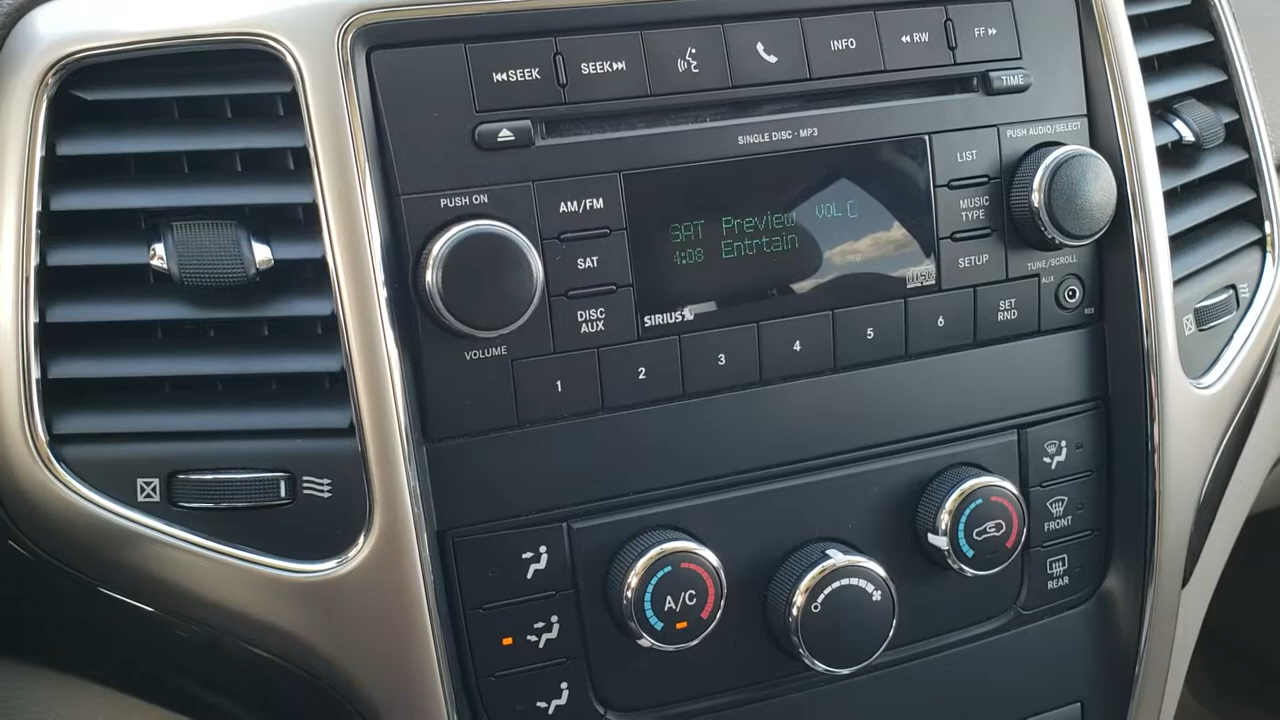 SEEK
SEEK
INFO
RW
FF
TIME
SINGLE DISC · MP3
PUSH AUDIO/SELECT
PUSH ON
AM/FM
SAT
DISC
AUX
VOLUME
SAT Preview VOL
4:08 Entrtain
SIRIUS
LIST
MUSIC
TYPE
SETUP
TUNE/SCROLL
AUX
1
2
3
4
5
6
SET
RND
A/C
FRONT
REAR